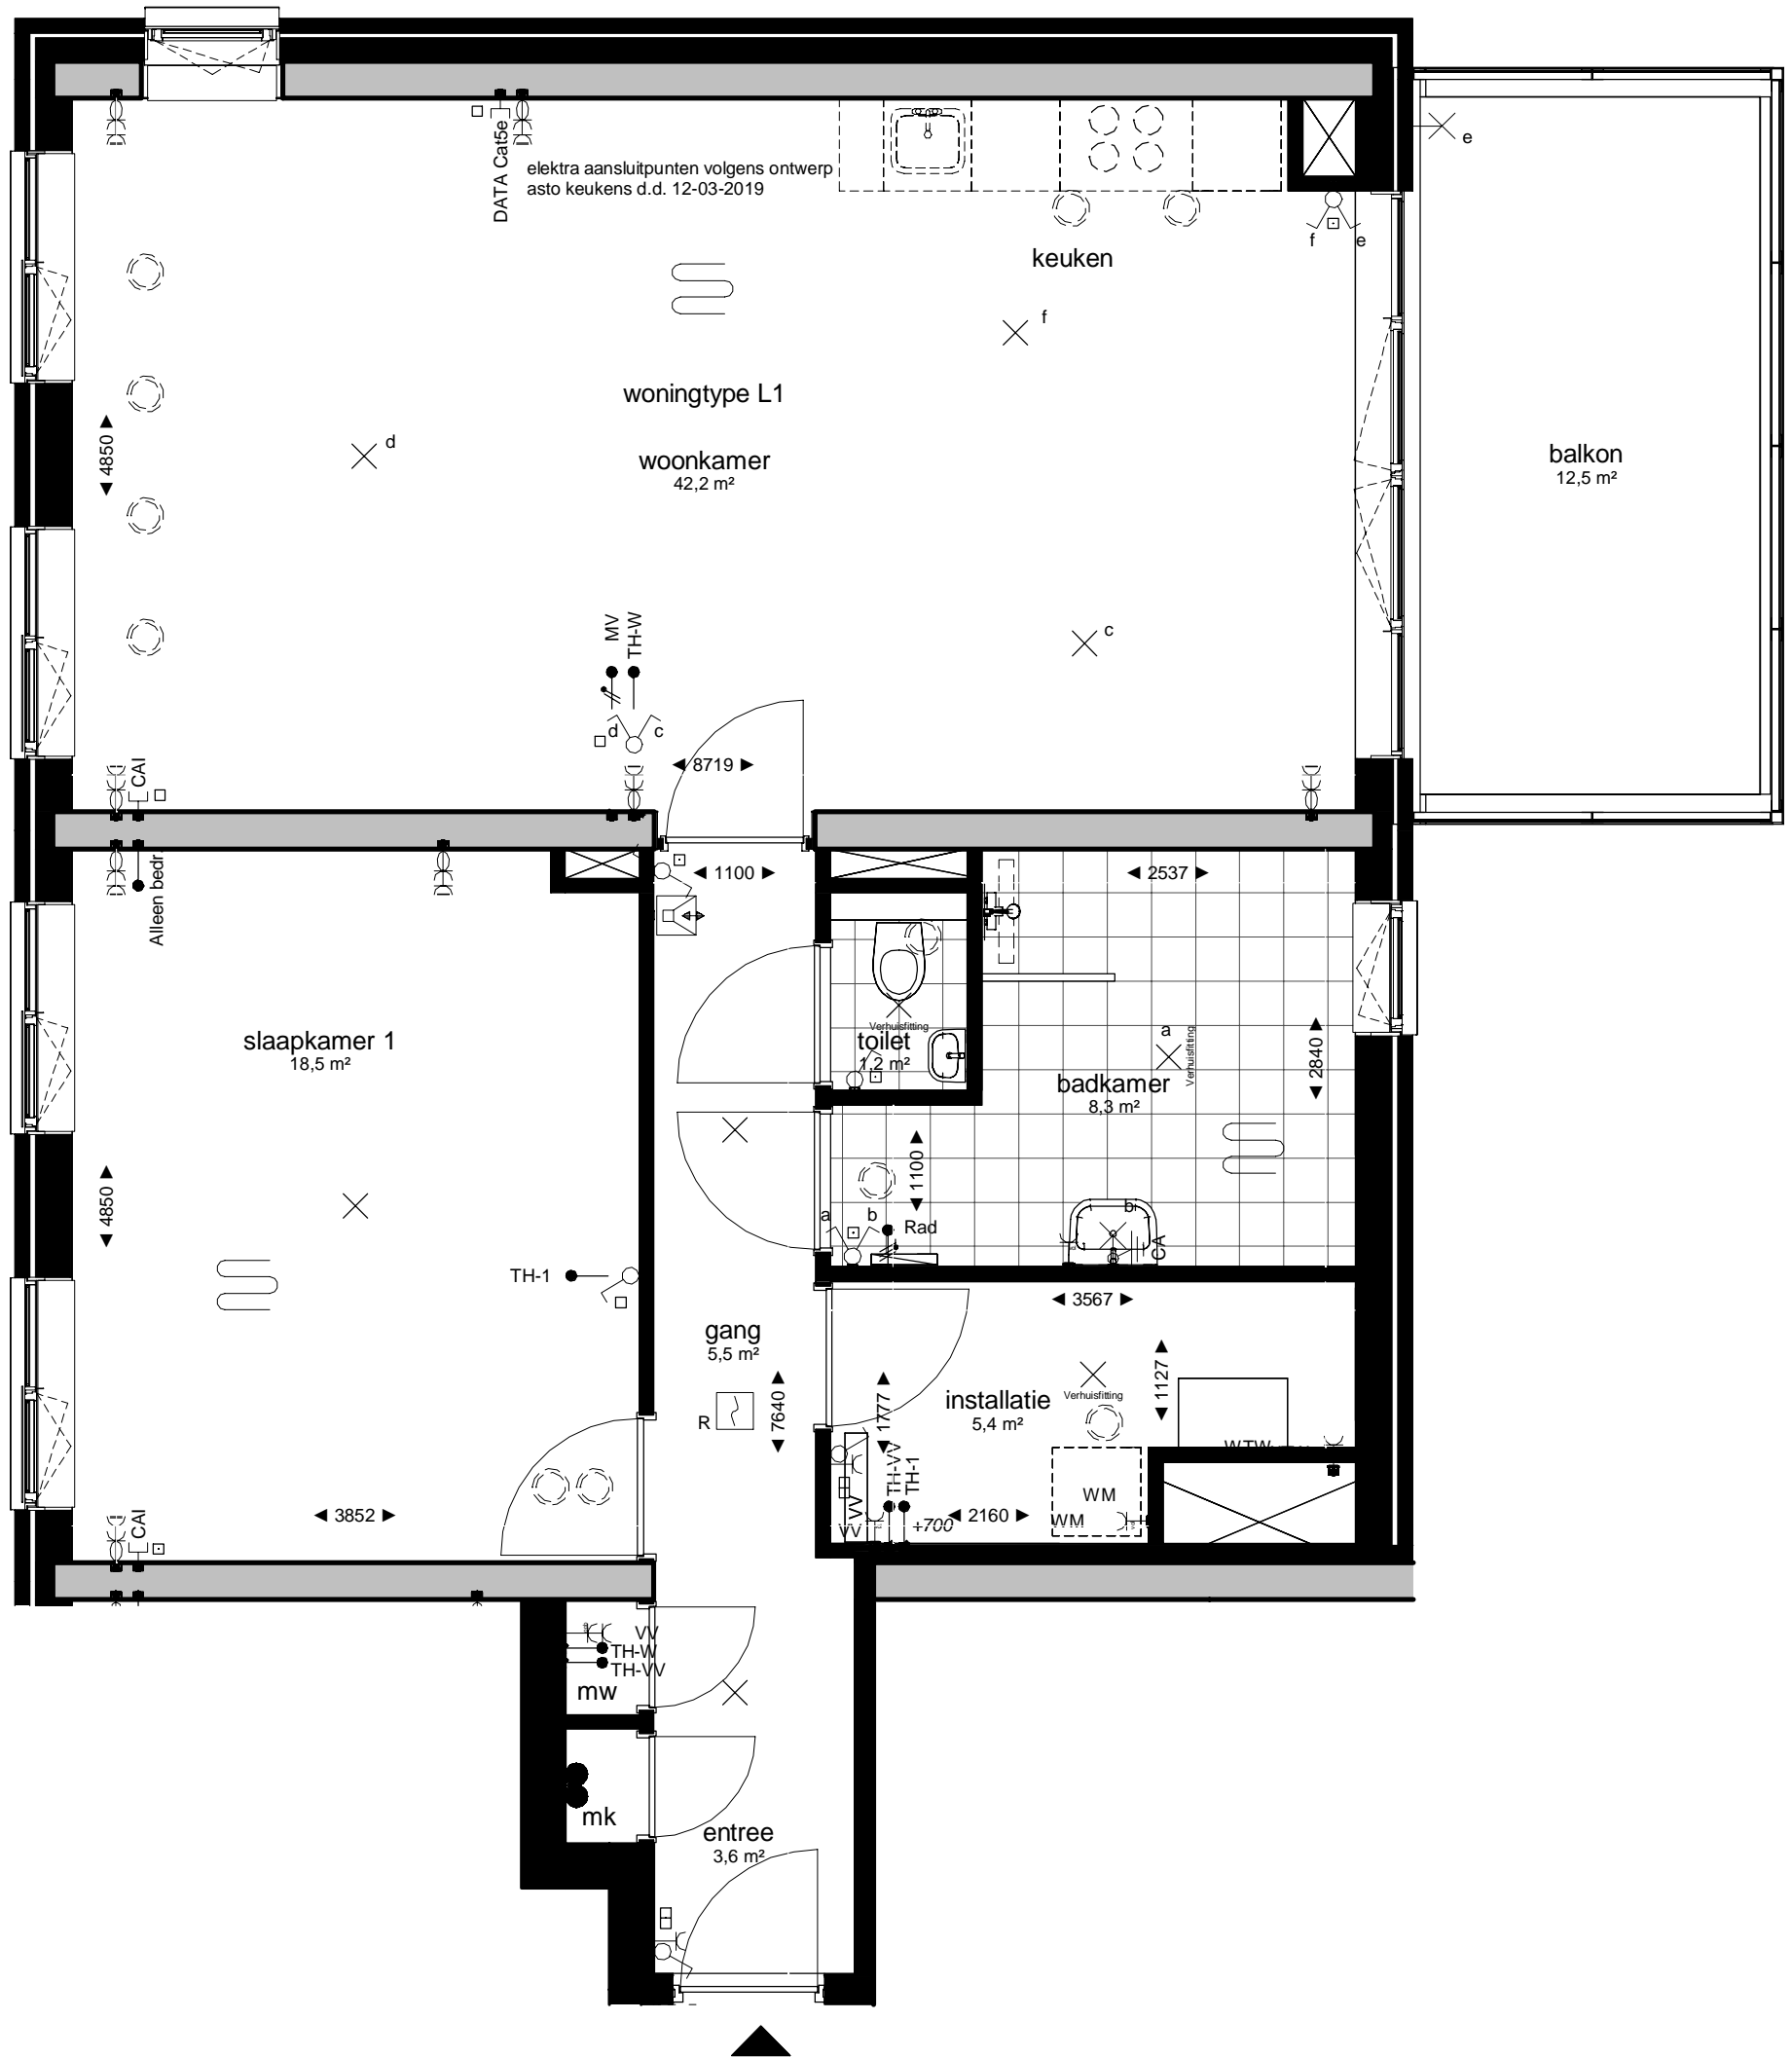 DATA Cat5e
elektra aansluitpunten volgens ontwerp
asto keukens d.d. 12-03-2019
e
f
e
keuken
f
woningtype L1
4850
d
woonkamer
42,2 m²
balkon
12,5 m²
MV
TH-W
c
d
c
8719
CAI
Alleen bedr.
1100
2537
Verhuisfitting
toilet
1,2 m²
a
Verhuisfitting
2840
slaapkamer 1
18,5 m²
badkamer
8,3 m²
4850
1100
a
b
Rad
b
CA
TH-1
3567
gang
5,5 m²
R
7640
1777
installatie
5,4 m²
Verhuisfitting
1127
WTW
TH-VV
TH-1
VV
VV
+700
2160
WM
WM
3852
CAI
VV
TH-W
TH-VV
mw
mk
entree
3,6 m²